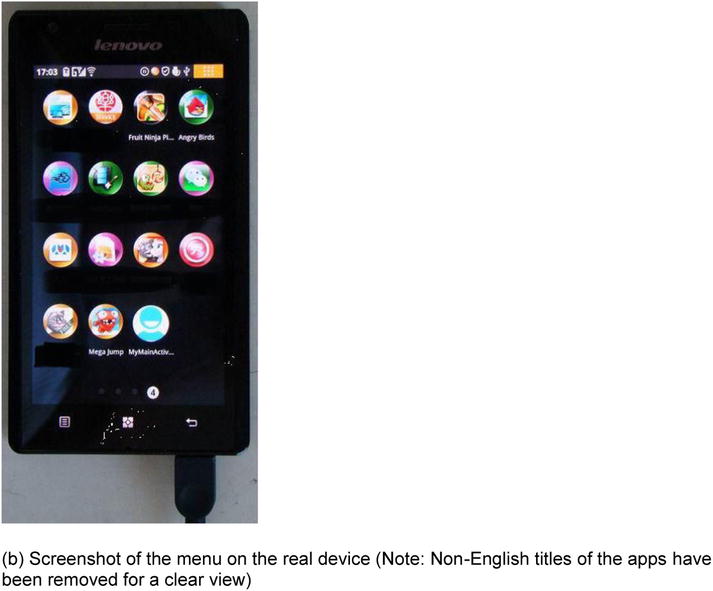 lenovo
17:03
Fruit Ninja Pl... Angry Birds
Mega Jump MyMainActiv...
4
(b) Screenshot of the menu on the real device (Note: Non-English titles of the apps have
been removed for a clear view)